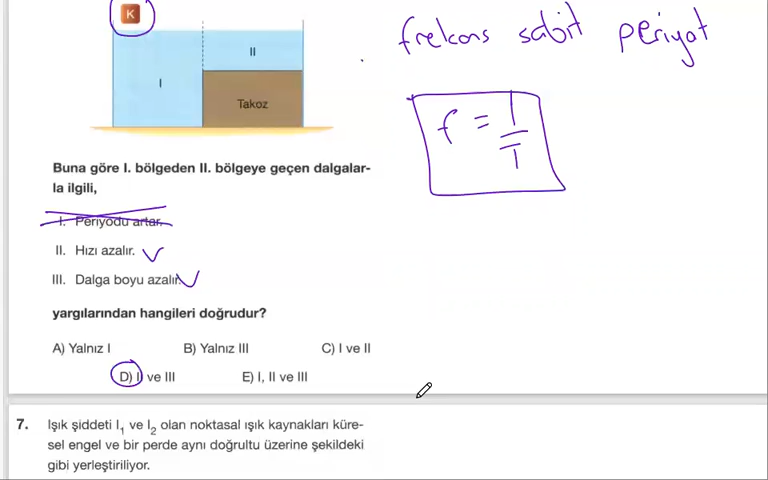 K
frekans sabit periyot
II
I
Takoz
f = 1/T
Buna göre I. bölgeden II. bölgeye geçen dalgalar-
la ilgili,
I. Periyodu artar.
II. Hızı azalır.
III. Dalga boyu azalır.
yargılarından hangileri doğrudur?
A) Yalnız I B) Yalnız III C) I ve II
D) II ve III E) I, II ve III
7. Işık şiddeti I₁ ve I₂ olan noktasal ışık kaynakları küre-
sel engel ve bir perde aynı doğrultu üzerine şekildeki
gibi yerleştiriliyor.